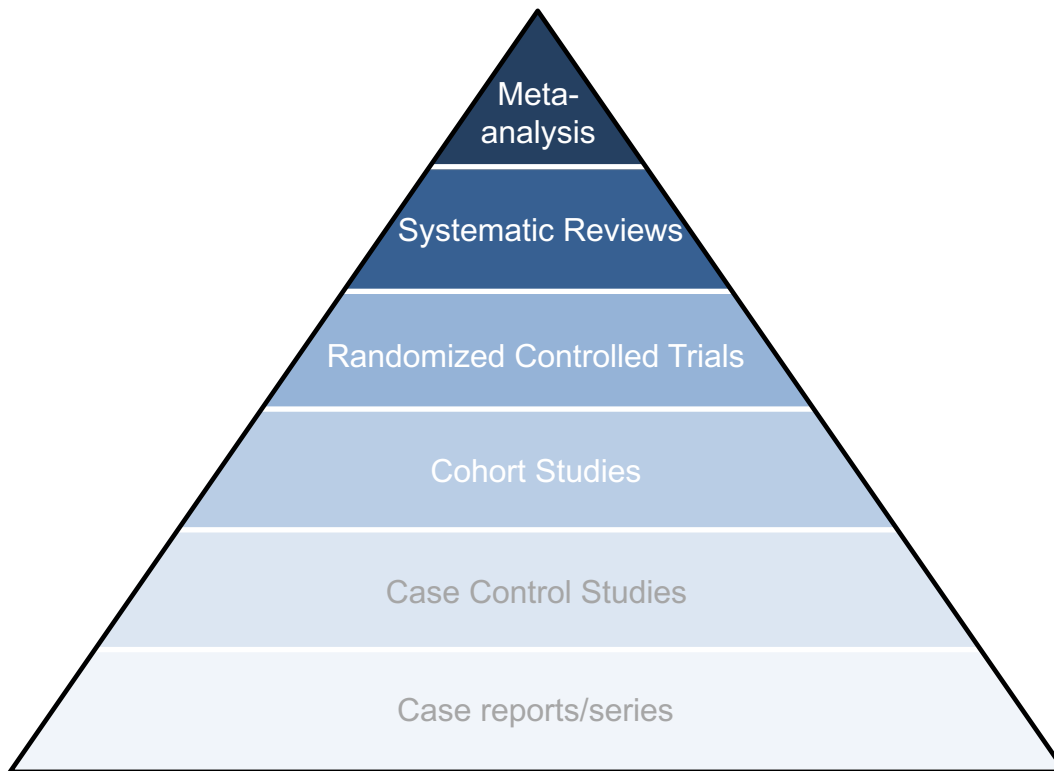 Meta-
analysis
Systematic Reviews
Randomized Controlled Trials
Cohort Studies
Case Control Studies
Case reports/series